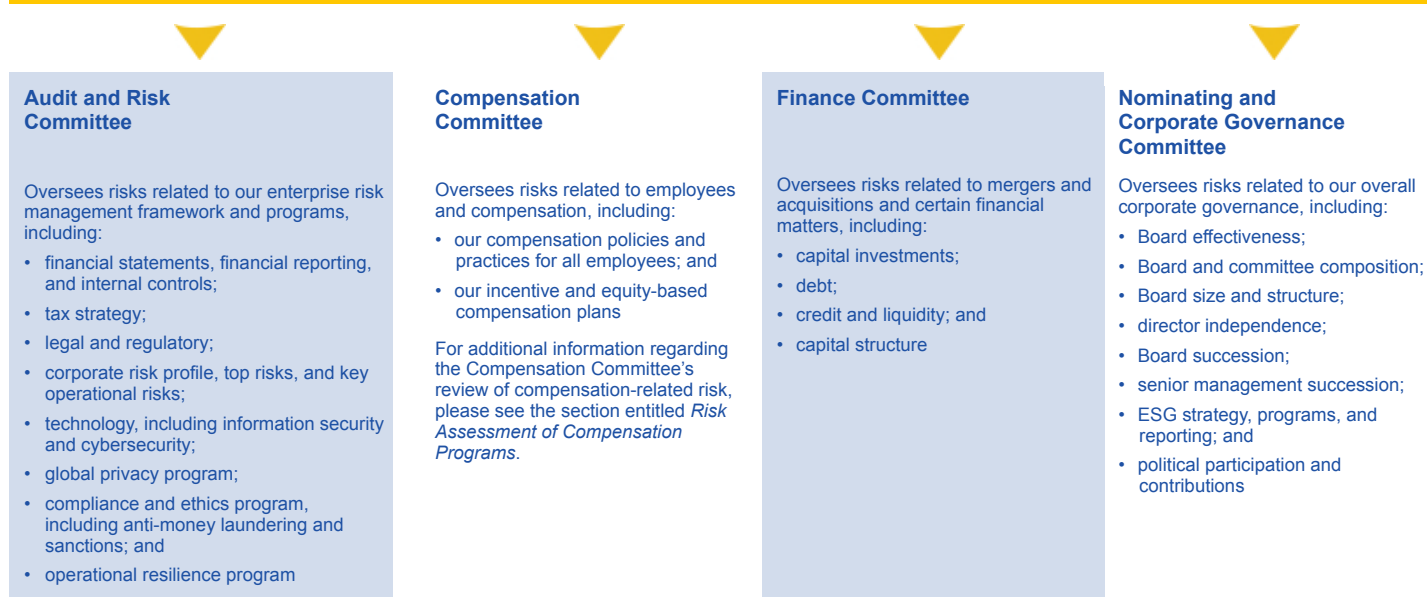 Audit and Risk
Committee
Oversees risks related to our enterprise risk
management framework and programs,
including:
• financial statements, financial reporting,
and internal controls;
• tax strategy;
• legal and regulatory;
• corporate risk profile, top risks, and key
operational risks;
• technology, including information security
and cybersecurity;
• global privacy program;
• compliance and ethics program,
including anti-money laundering and
sanctions; and
• operational resilience program
Compensation
Committee
Oversees risks related to employees
and compensation, including:
• our compensation policies and
practices for all employees; and
• our incentive and equity-based
compensation plans
For additional information regarding
the Compensation Committee’s
review of compensation-related risk,
please see the section entitled Risk
Assessment of Compensation
Programs.
Finance Committee
Oversees risks related to mergers and
acquisitions and certain financial
matters, including:
• capital investments;
• debt;
• credit and liquidity; and
• capital structure
Nominating and
Corporate Governance
Committee
Oversees risks related to our overall
corporate governance, including:
• Board effectiveness;
• Board and committee composition;
• Board size and structure;
• director independence;
• Board succession;
• senior management succession;
• ESG strategy, programs, and
reporting; and
• political participation and
contributions